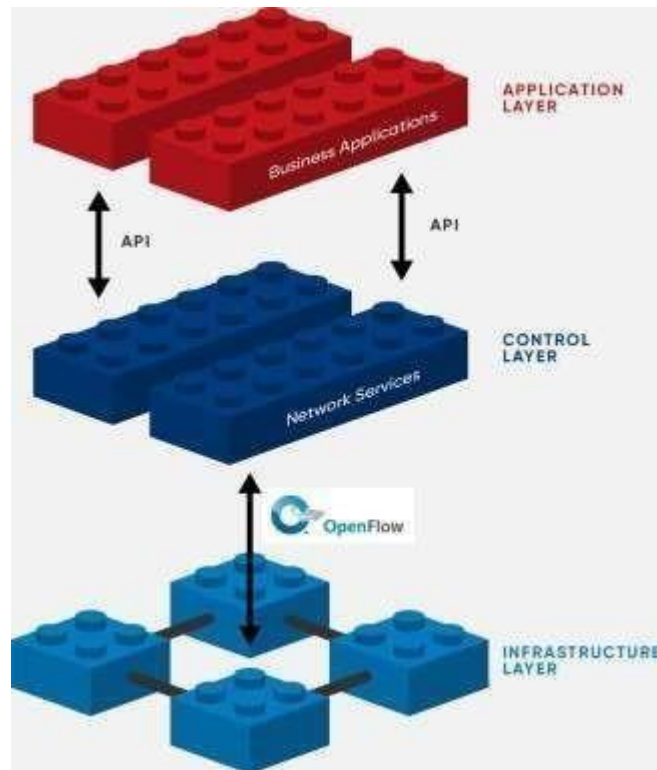 APPLICATION
LAYER
Business Applications
API
API
CONTROL
LAYER
Network Services
OpenFlow
INFRASTRUCTURE
LAYER